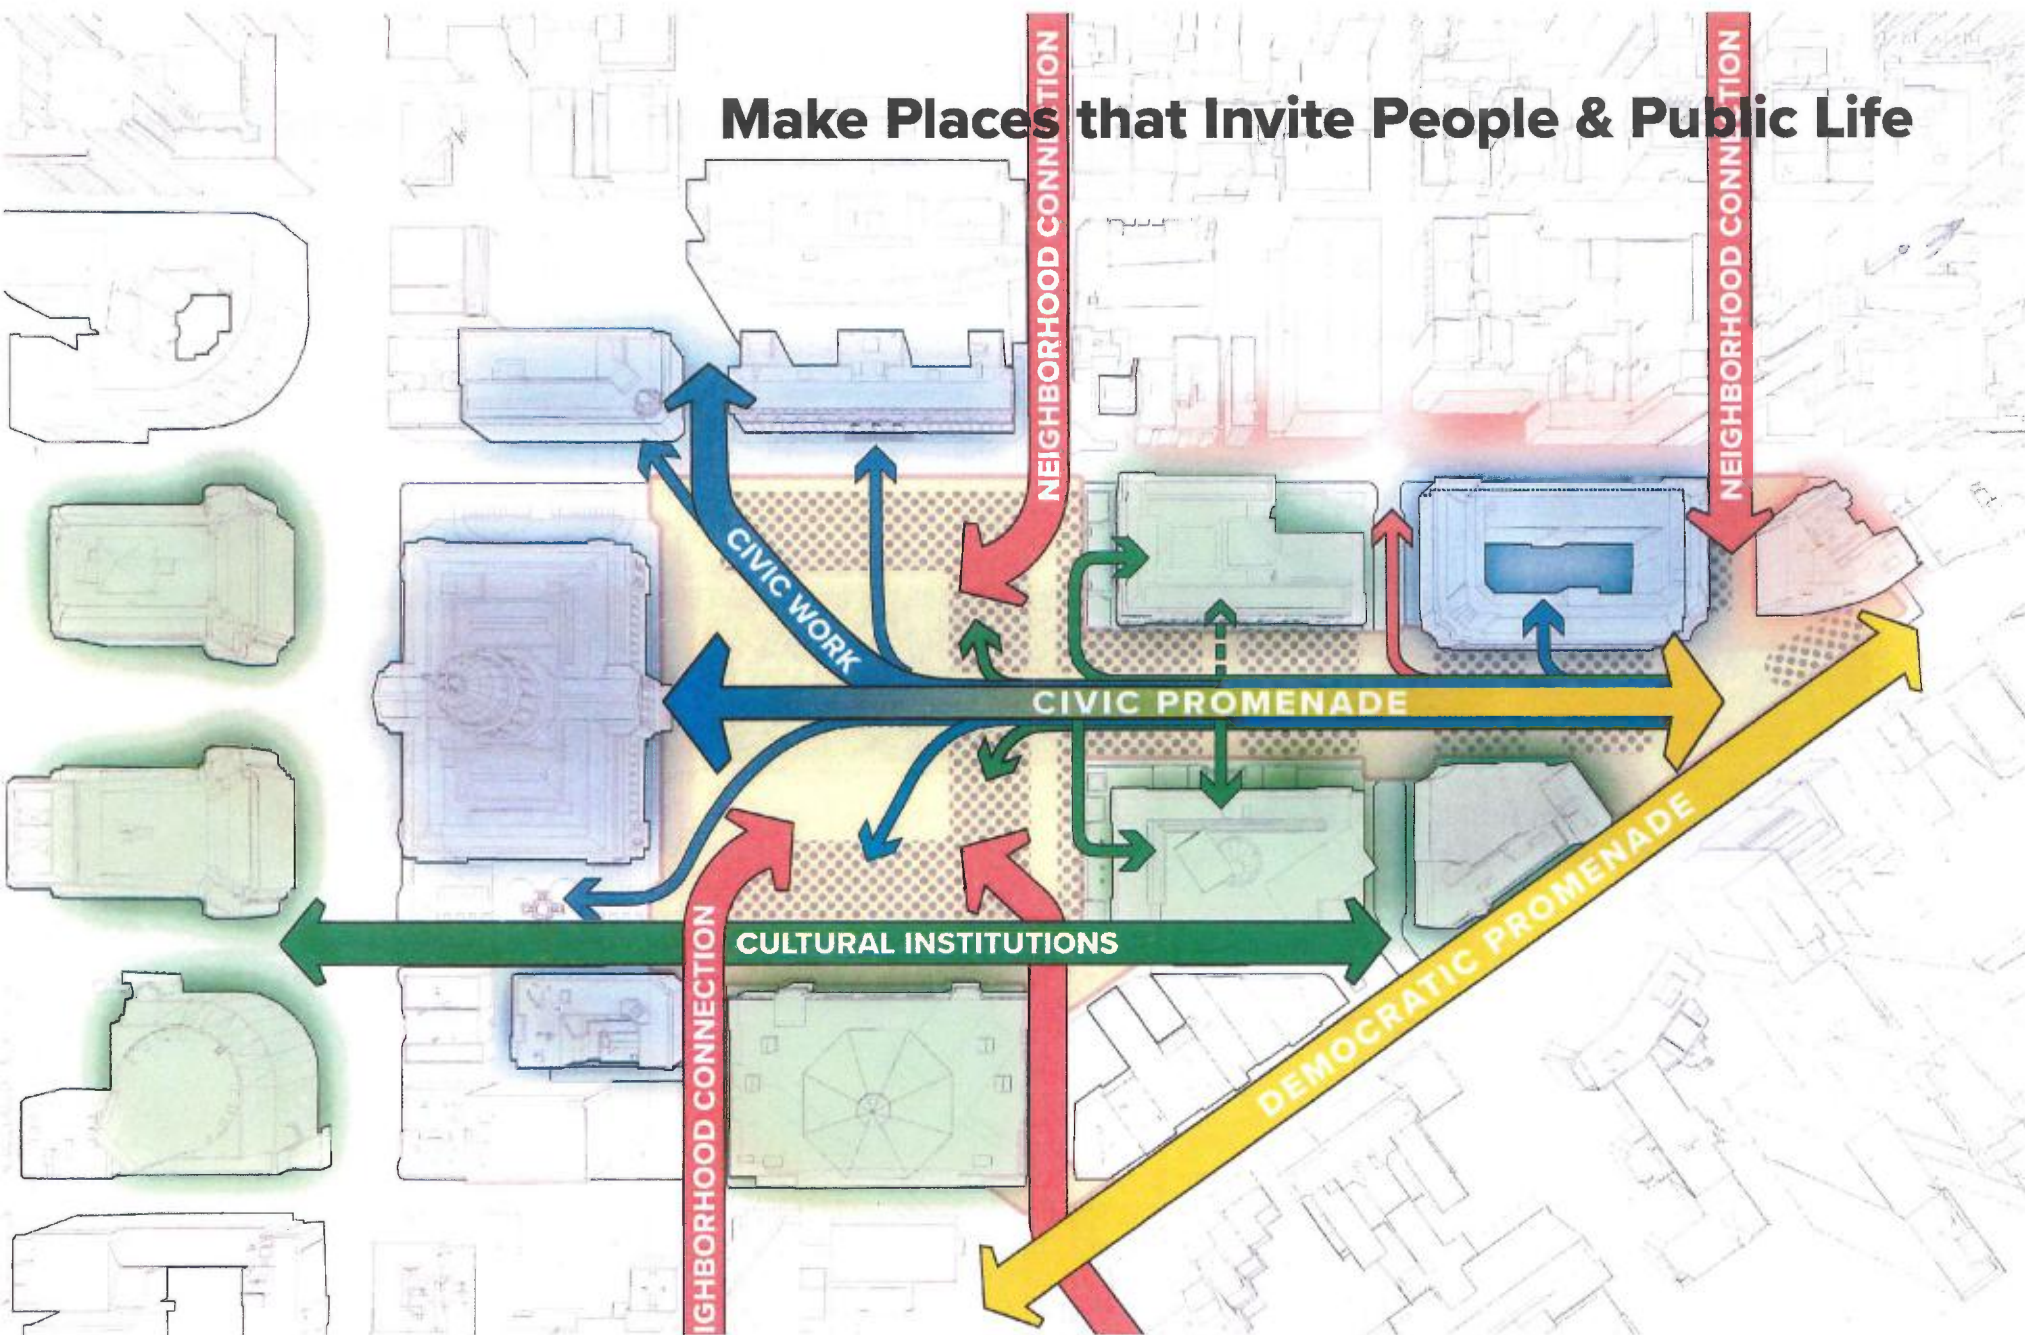 Make Places that Invite People & Public Life
NEIGHBORHOOD CONNECTION
NEIGHBORHOOD CONNECTION
CIVIC WORK
CIVIC PROMENADE
CULTURAL INSTITUTIONS
DEMOCRATIC PROMENADE
IGHBORHOOD CONNECTION